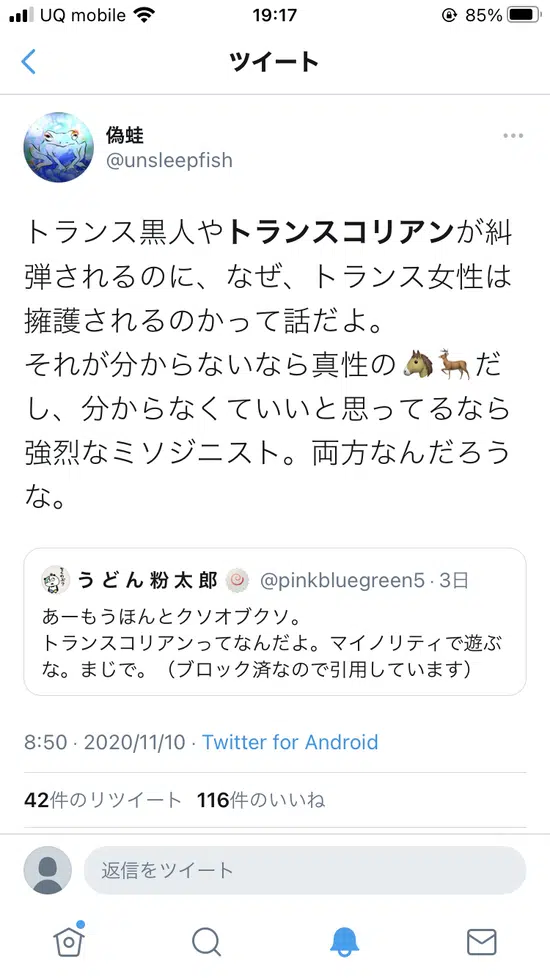 UQ mobile 19:17 85%
ツイート
偽蛙
@unsleepfish
トランス黒人やトランスコリアンが糾
弾されるのに、なぜ、トランス女性は
擁護されるのかって話だよ。
それが分からないなら真性の🐴🦌だ
し、分からなくていいと思ってるなら
強烈なミソジニスト。両方なんだろう
な。
うどん粉太郎🍥 @pinkbluegreen5 · 3日
あーもうほんとクソオブクソ。
トランスコリアンってなんだよ。マイノリティで遊ぶ
な。まじで。（ブロック済なので引用しています）
8:50 · 2020/11/10 · Twitter for Android
42件のリツイート 116件のいいね
返信をツイート